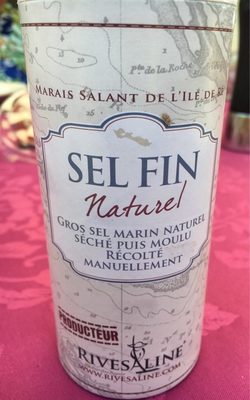 Pte de la Roche
MARAIS SALANT DE L'ILE DE RÉ
SEL FIN
Naturel
GROS SEL MARIN NATUREL
SÉCHÉ PUIS MOULU
RÉCOLTÉ
MANUELLEMENT
PRODUCTEUR
RIVESALINE
WWW.RIVESALINE.COM